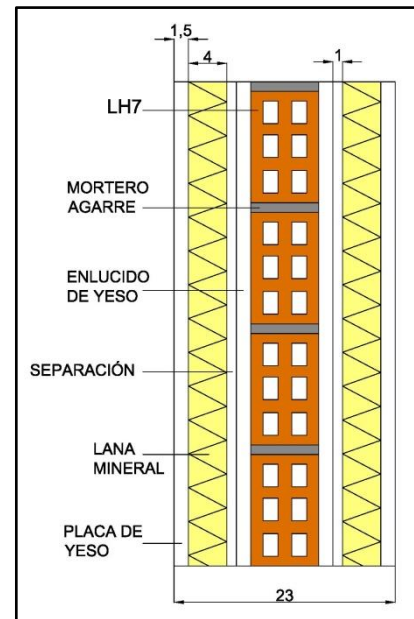 1,5
4
1
LH7
MORTERO
AGARRE
ENLUCIDO
DE YESO
SEPARACIÓN
LANA
MINERAL
PLACA DE
YESO
23